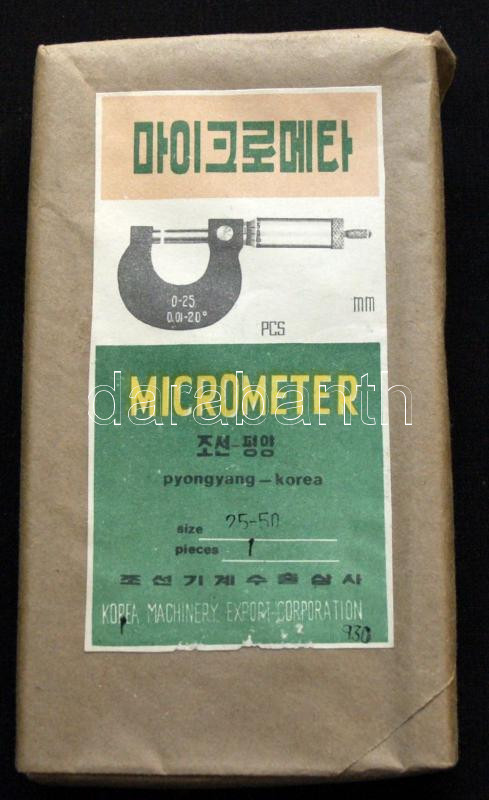 마이크로메타
0-25
0.01-20°
mm
PCS
MICROMETER
darabanth
조선-평양
pyongyang-korea
size 25-50
pieces 1
조선기계수출상사
KOREA MACHINERY EXPORT CORPORATION
930